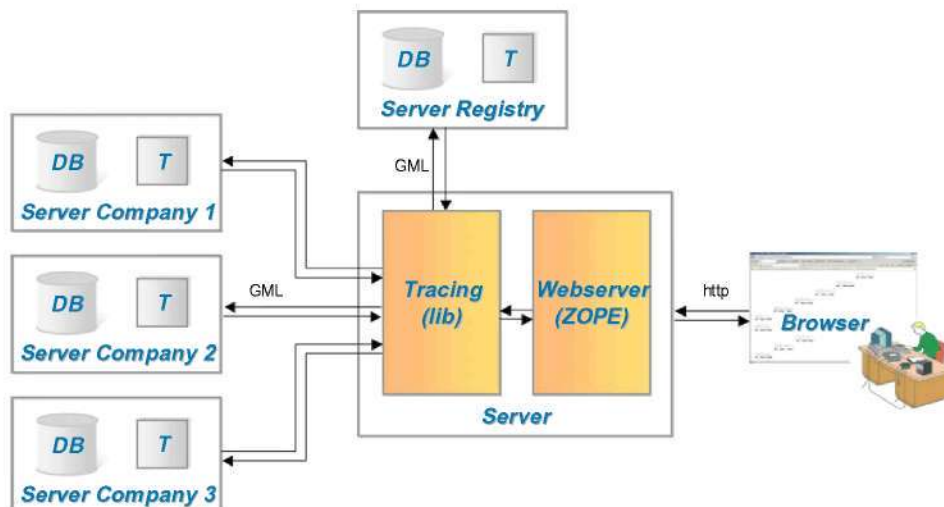 DB
T
Server Registry
GML
DB
T
Server Company 1
DB
T
Server Company 2
GML
DB
T
Server Company 3
Tracing
(lib)
Webserver
(ZOPE)
Server
http
Browser